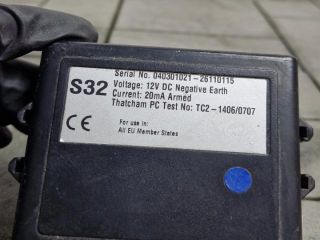 Serial No. 040301021 - 26110115
S32
Voltage: 12V DC Negative Earth
Current: 20mA Armed
Thatcham PC Test No: TC2 - 1406/0707
CE
For use in:
All EU Member States